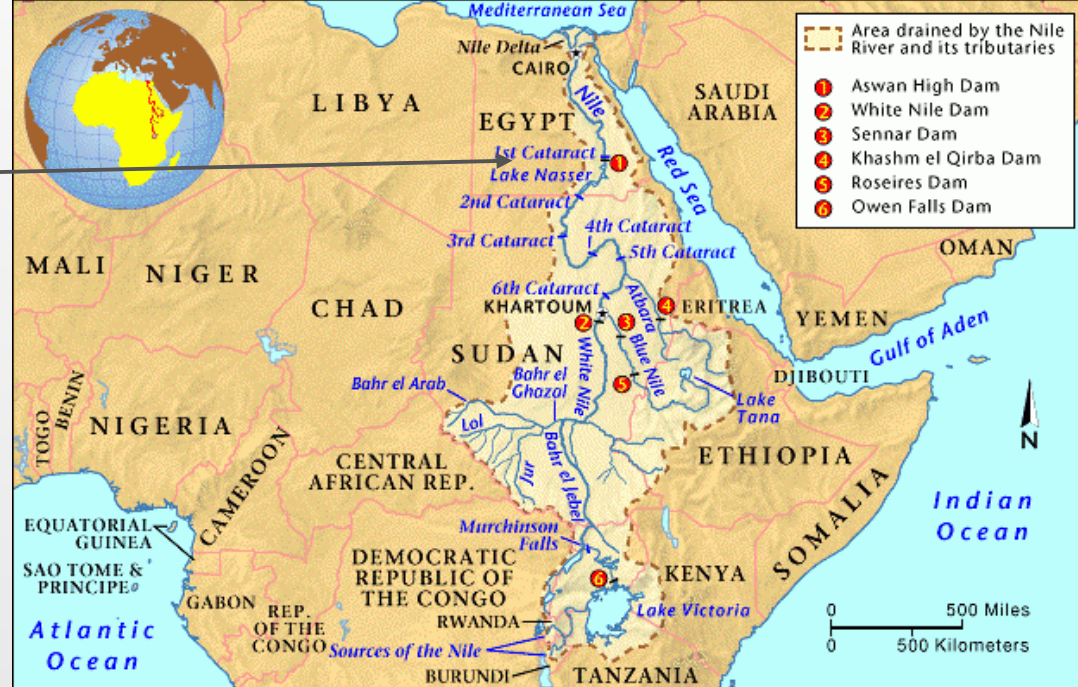 Mediterranean Sea
Nile Delta
CAIRO
Nile
LIBYA
EGYPT
SAUDI
ARABIA
Red Sea
1st Cataract
Lake Nasser
1
2nd Cataract
3rd Cataract
4th Cataract
5th Cataract
6th Cataract
KHARTOUM
Atbara
4
ERITREA
2
3
MALI
NIGER
CHAD
SUDAN
White Nile
Blue Nile
5
OMAN
YEMEN
Gulf of Aden
DJIBOUTI
Lake
Tana
Bahr el Arab
Bahr el
Ghazal
Lol
Jur
Bahr el Jebel
TOGO
BENIN
NIGERIA
CAMEROON
CENTRAL
AFRICAN REP.
ETHIOPIA
SOMALIA
Indian
Ocean
N
EQUATORIAL
GUINEA
SAO TOME &
PRINCIPE
GABON
REP.
OF THE
CONGO
DEMOCRATIC
REPUBLIC OF
THE CONGO
Murchinson
Falls
6
KENYA
Lake Victoria
RWANDA
Sources of the Nile
BURUNDI
TANZANIA
Atlantic
Ocean
0 500 Miles
0 500 Kilometers
Area drained by the Nile
River and its tributaries
1 Aswan High Dam
2 White Nile Dam
3 Sennar Dam
4 Khashm el Qirba Dam
5 Roseires Dam
6 Owen Falls Dam